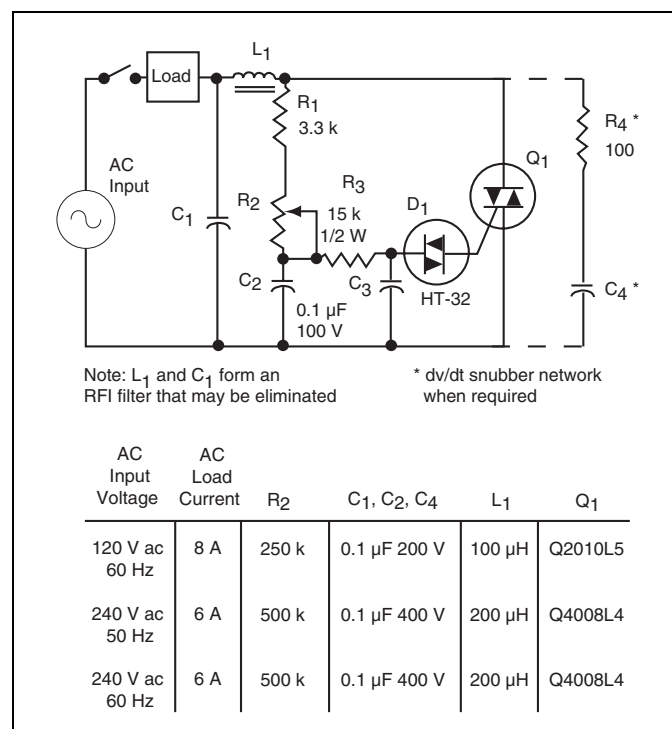 L1
Load
R1
3.3 k
AC
Input
R2
R3
15 k
1/2 W
D1
Q1
R4 *
100
C1
C2
0.1 µF
100 V
C3
HT-32
C4 *
Note: L1 and C1 form an
RFI filter that may be eliminated
* dv/dt snubber network
when required
AC
Input
Voltage
AC
Load
Current
R2
C1, C2, C4
L1
Q1
120 V ac
60 Hz
8 A
250 k
0.1 µF 200 V
100 µH
Q2010L5
240 V ac
50 Hz
6 A
500 k
0.1 µF 400 V
200 µH
Q4008L4
240 V ac
60 Hz
6 A
500 k
0.1 µF 400 V
200 µH
Q4008L4